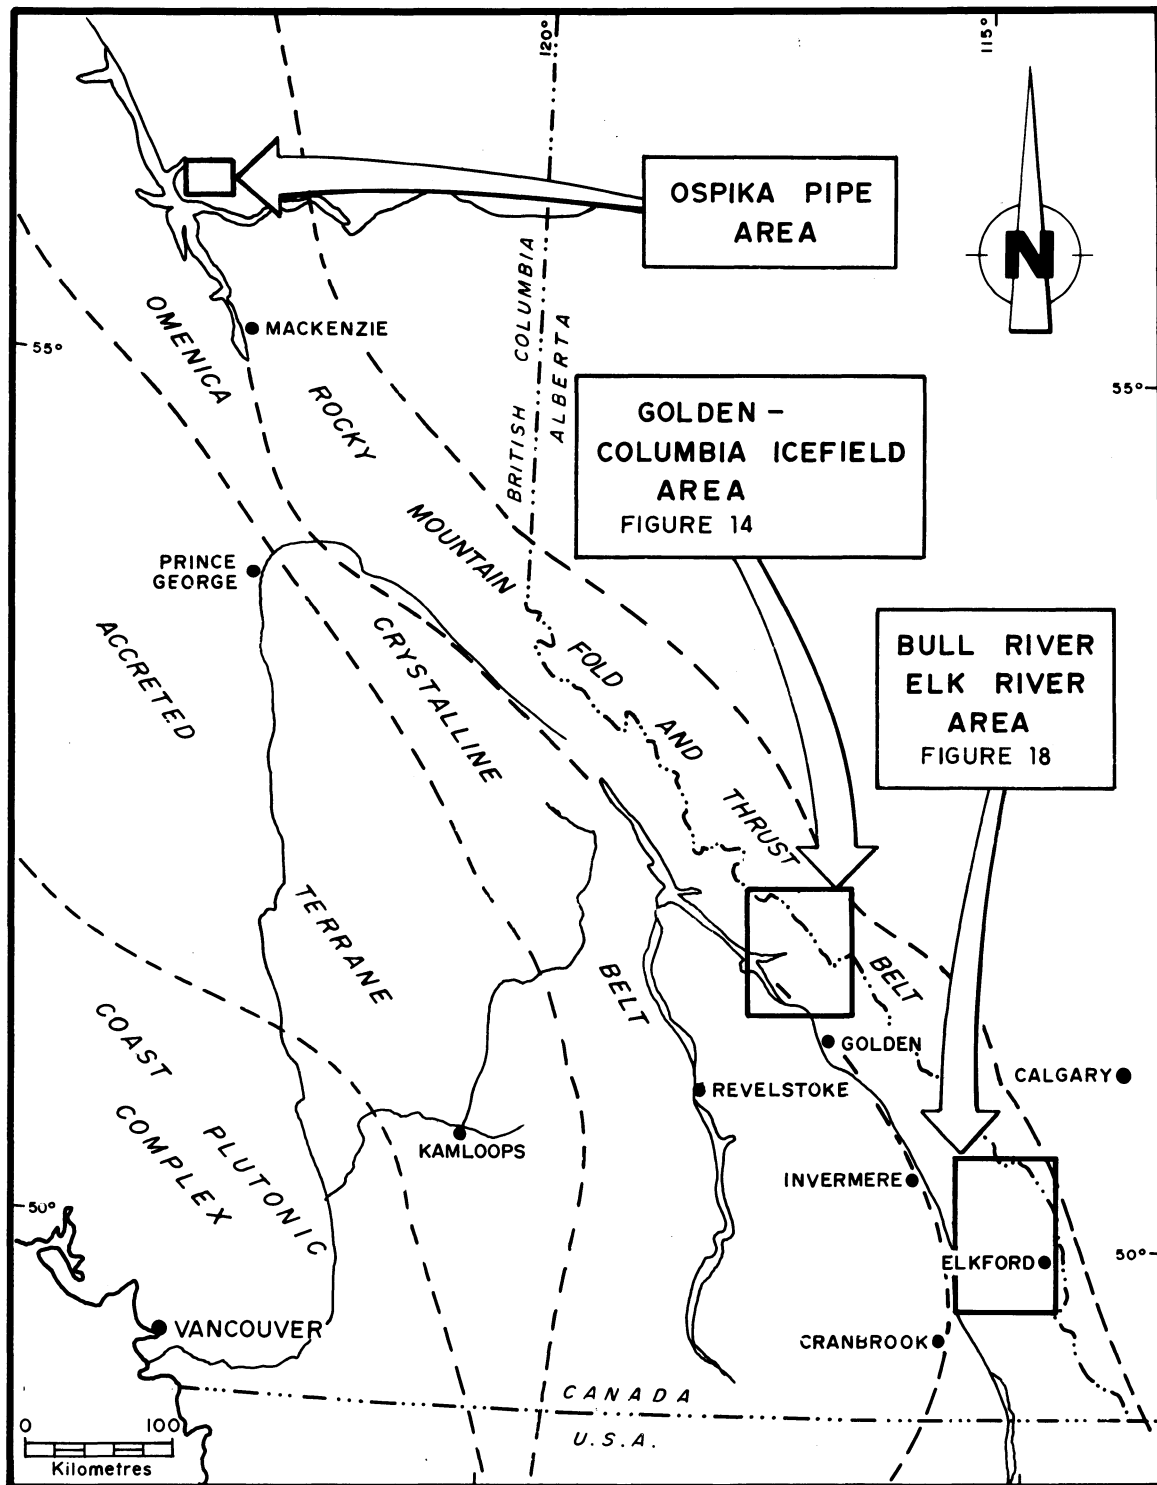 120°
115°
OSPIKA PIPE
AREA
N
BRITISH COLUMBIA
ALBERTA
OMENICA
MACKENZIE
55°
55°
ROCKY
MOUNTAIN
FOLD
AND
THRUST
BELT
GOLDEN –
COLUMBIA ICEFIELD
AREA
FIGURE 14
PRINCE
GEORGE
ACCRETED
TERRANE
CRYSTALLINE
BELT
BULL RIVER
ELK RIVER
AREA
FIGURE 18
COAST
PLUTONIC
COMPLEX
GOLDEN
CALGARY
REVELSTOKE
KAMLOOPS
INVERMERE
50°
50°
ELKFORD
VANCOUVER
CRANBROOK
CANADA
U.S.A.
0 100
Kilometres